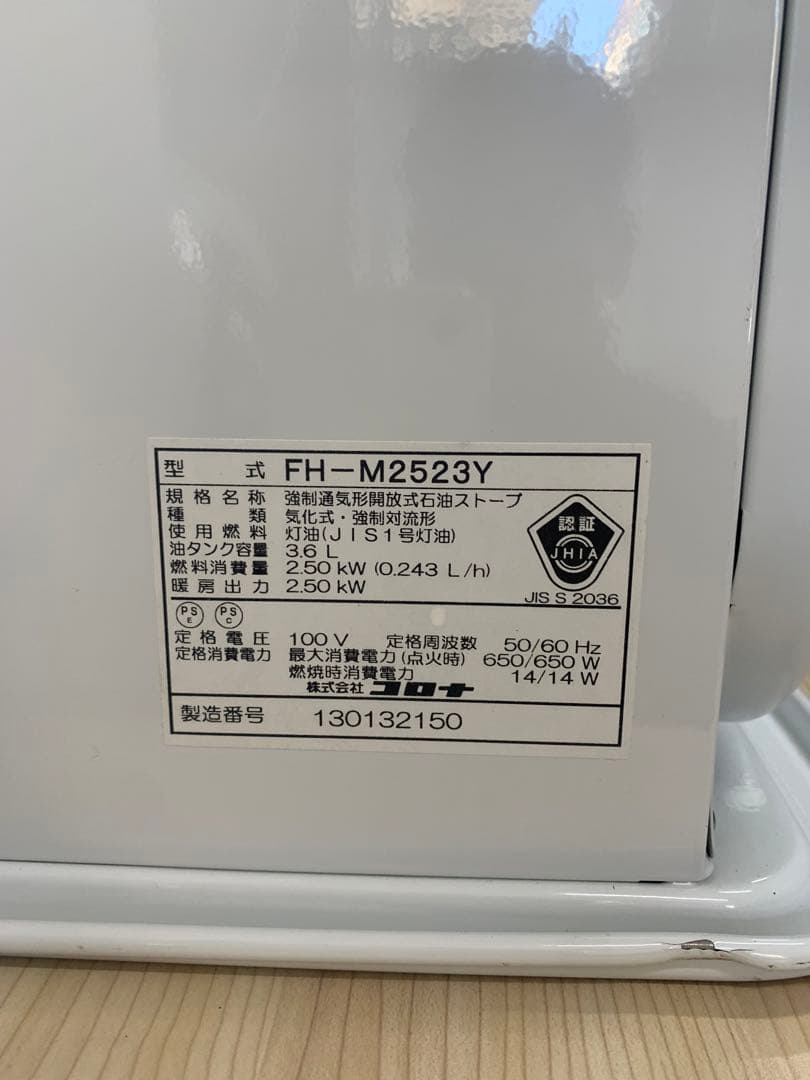 型 式 FH-M2523Y
規格名称 強制通気形開放式石油ストーブ
種 類 気化式・強制対流形
使用燃料 灯油(JIS1号灯油)
油タンク容量 3.6 L
燃料消費量 2.50 kW (0.243 L/h)
暖房出力 2.50 kW
認証
JHIA
JIS S 2036
PS E PS C
定格電圧 100 V 定格周波数 50/60 Hz
定格消費電力 最大消費電力(点火時) 650/650 W
燃焼時消費電力 14/14 W
株式会社 コロナ
製造番号 130132150